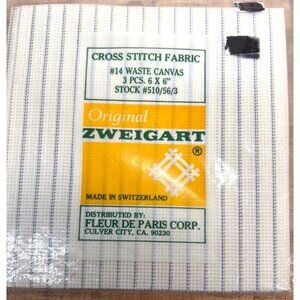 CROSS STITCH FABRIC
#14 WASTE CANVAS
3 PCS. 6 X 6"
STOCK #510/56/3
Original
ZWEIGART
®
MADE IN SWITZERLAND
DISTRIBUTED BY:
FLEUR DE PARIS CORP.
CULVER CITY, CA. 90230